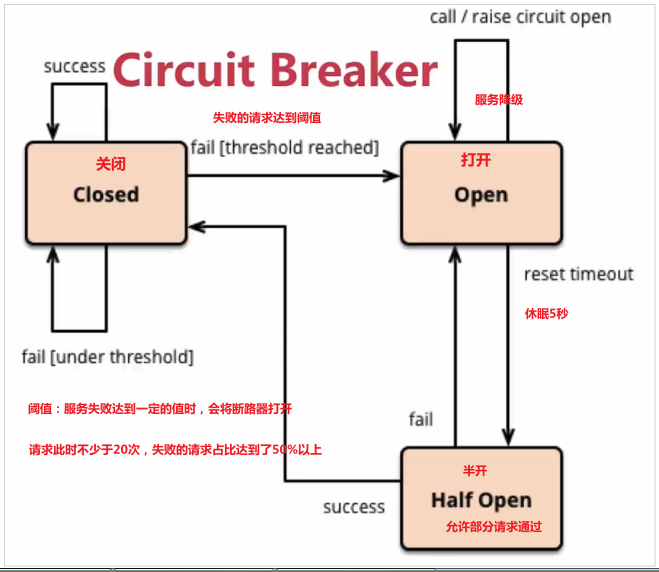 call / raise circuit open
success
Circuit Breaker
服务降级
失败的请求达到阈值
fail [threshold reached]
关闭
Closed
打开
Open
reset timeout
休眠5秒
fail [under threshold]
阈值：服务失败达到一定的值时，会将断路器打开
fail
请求此时不少于20次，失败的请求占比达到了50%以上
半开
Half Open
success
允许部分请求通过